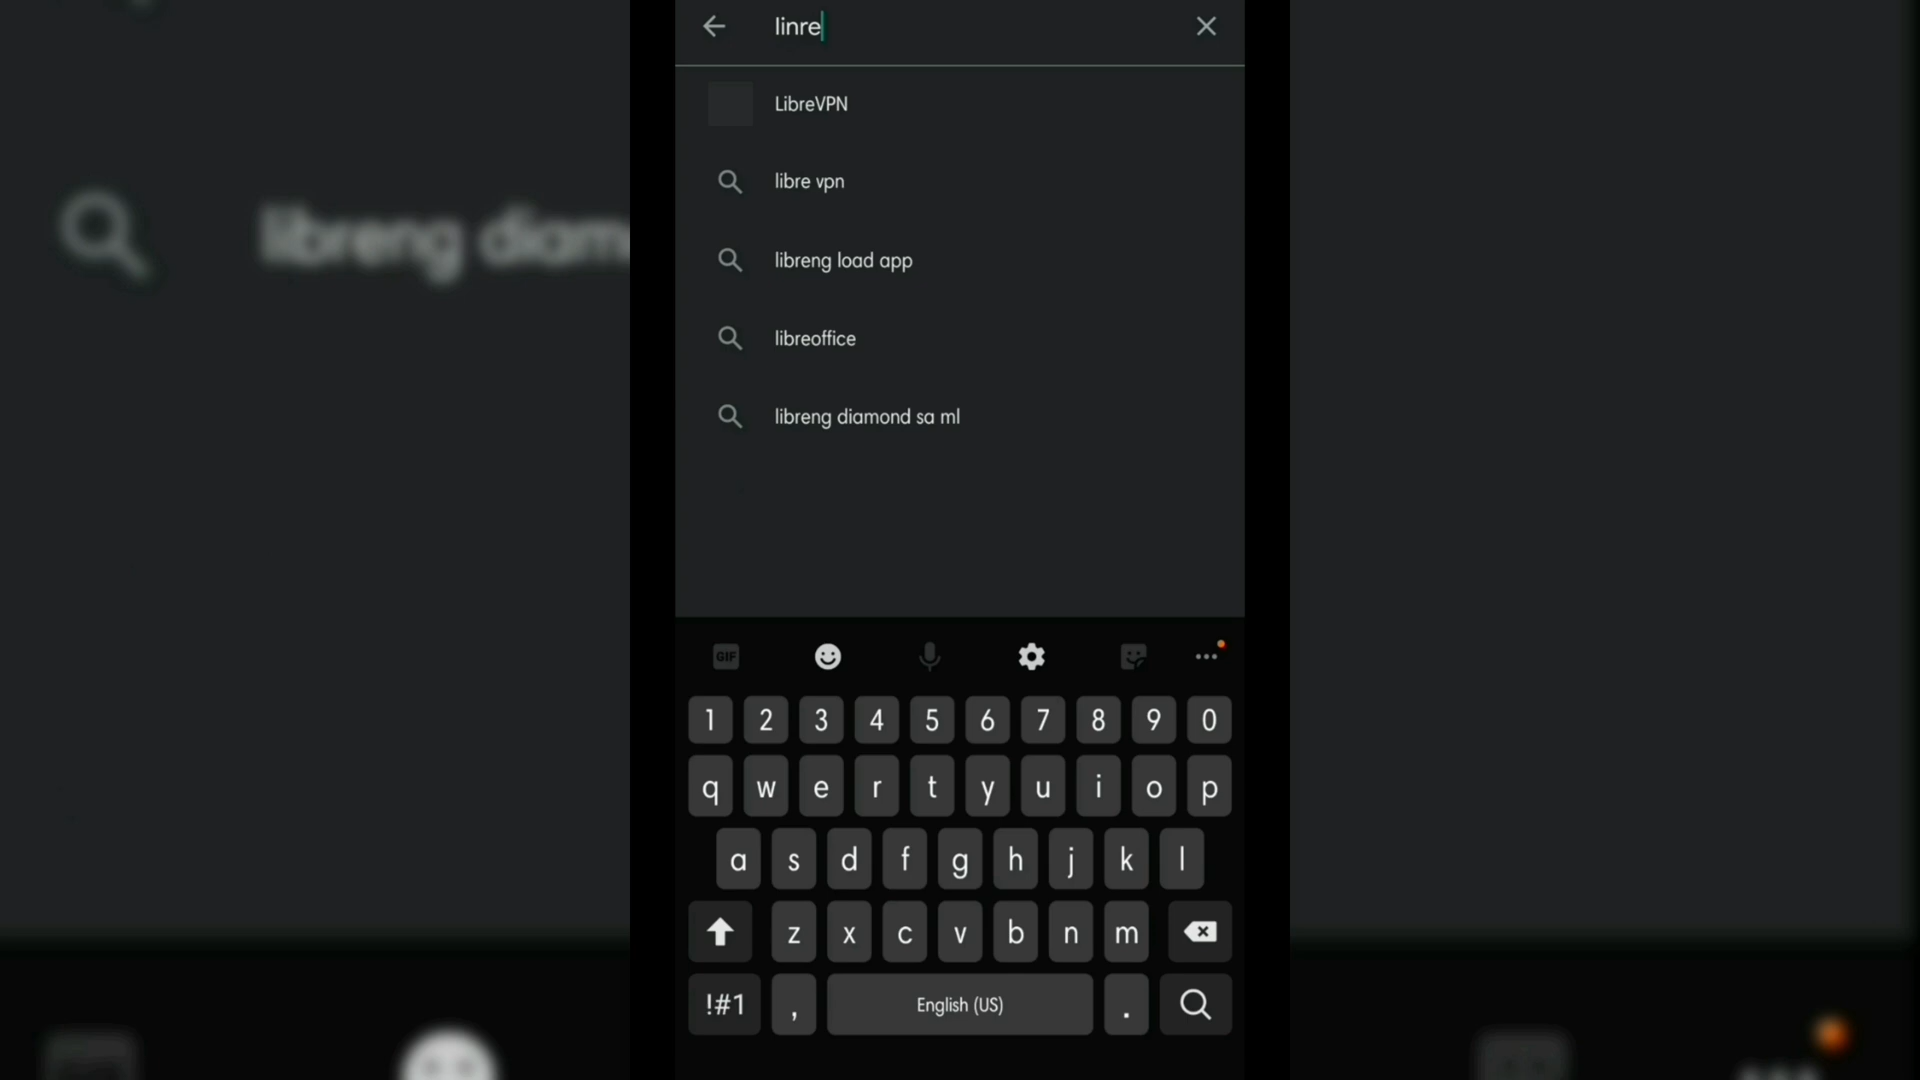 linre
LibreVPN
libre vpn
libreng load app
libreoffice
libreng diamond sa ml
libreng diam
GIF
1 2 3 4 5 6 7 8 9 0
q w e r t y u i o p
a s d f g h j k l
z x c v b n m
!#1 , English (US) .